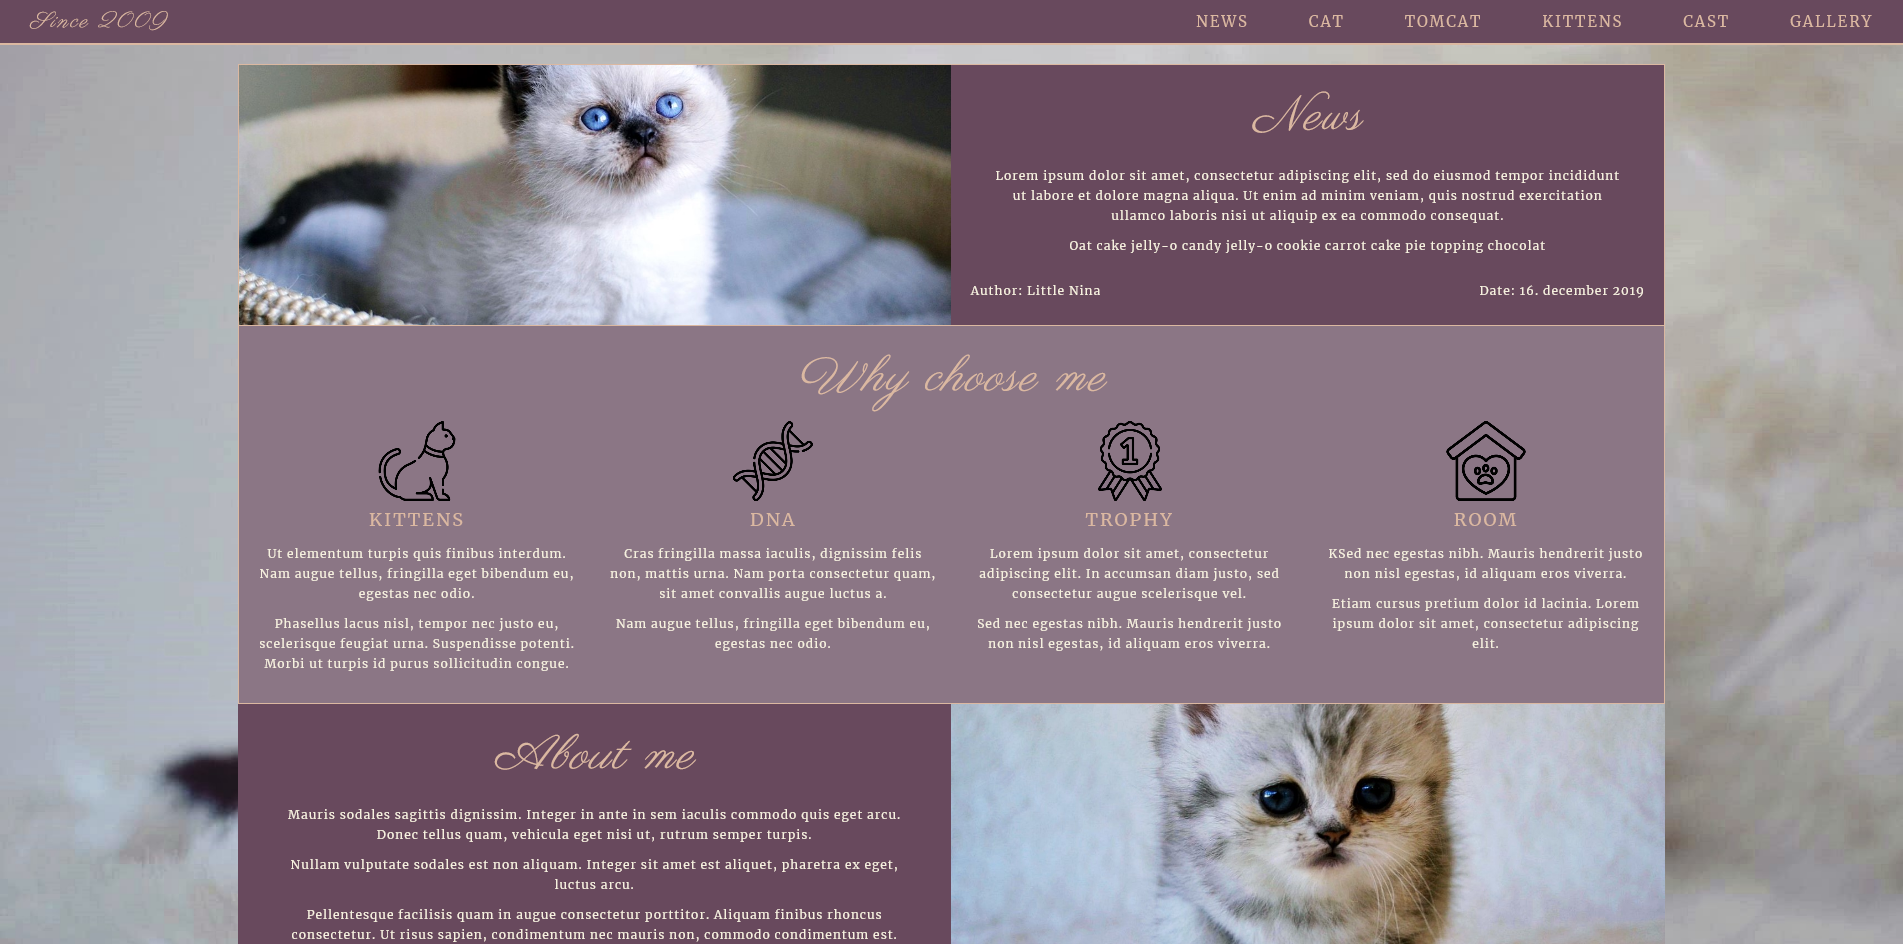 Since 2009
NEWS CAT TOMCAT KITTENS CAST GALLERY
News
Lorem ipsum dolor sit amet, consectetur adipiscing elit, sed do eiusmod tempor incididunt
ut labore et dolore magna aliqua. Ut enim ad minim veniam, quis nostrud exercitation
ullamco laboris nisi ut aliquip ex ea commodo consequat.
Oat cake jelly-o candy jelly-o cookie carrot cake pie topping chocolat
Author: Little Nina
Date: 16. december 2019
Why choose me
KITTENS
Ut elementum turpis quis finibus interdum.
Nam augue tellus, fringilla eget bibendum eu,
egestas nec odio.
Phasellus lacus nisl, tempor nec justo eu,
scelerisque feugiat urna. Suspendisse potenti.
Morbi ut turpis id purus sollicitudin congue.
DNA
Cras fringilla massa iaculis, dignissim felis
non, mattis urna. Nam porta consectetur quam,
sit amet convallis augue luctus a.
Nam augue tellus, fringilla eget bibendum eu,
egestas nec odio.
1
TROPHY
Lorem ipsum dolor sit amet, consectetur
adipiscing elit. In accumsan diam justo, sed
consectetur augue scelerisque vel.
Sed nec egestas nibh. Mauris hendrerit justo
non nisl egestas, id aliquam eros viverra.
ROOM
KSed nec egestas nibh. Mauris hendrerit justo
non nisl egestas, id aliquam eros viverra.
Etiam cursus pretium dolor id lacinia. Lorem
ipsum dolor sit amet, consectetur adipiscing
elit.
About me
Mauris sodales sagittis dignissim. Integer in ante in sem iaculis commodo quis eget arcu.
Donec tellus quam, vehicula eget nisi ut, rutrum semper turpis.
Nullam vulputate sodales est non aliquam. Integer sit amet est aliquet, pharetra ex eget,
luctus arcu.
Pellentesque facilisis quam in augue consectetur porttitor. Aliquam finibus rhoncus
consectetur. Ut risus sapien, condimentum nec mauris non, commodo condimentum est.